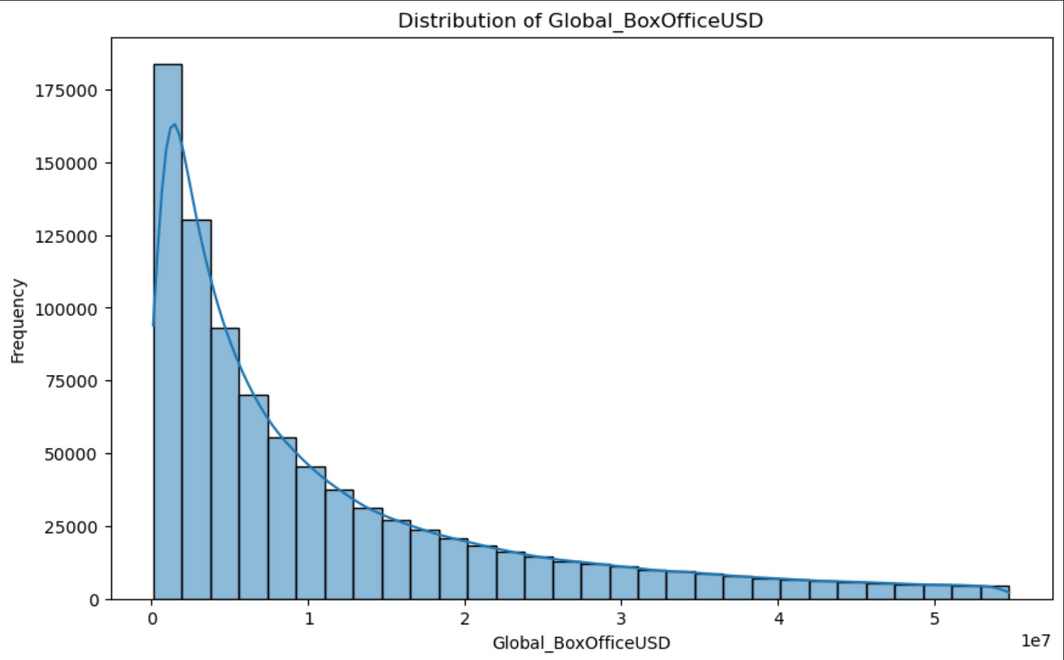 Distribution of Global_BoxOfficeUSD
Frequency
175000
150000
125000
100000
75000
50000
25000
0
0 1 2 3 4 5
1e7
Global_BoxOfficeUSD